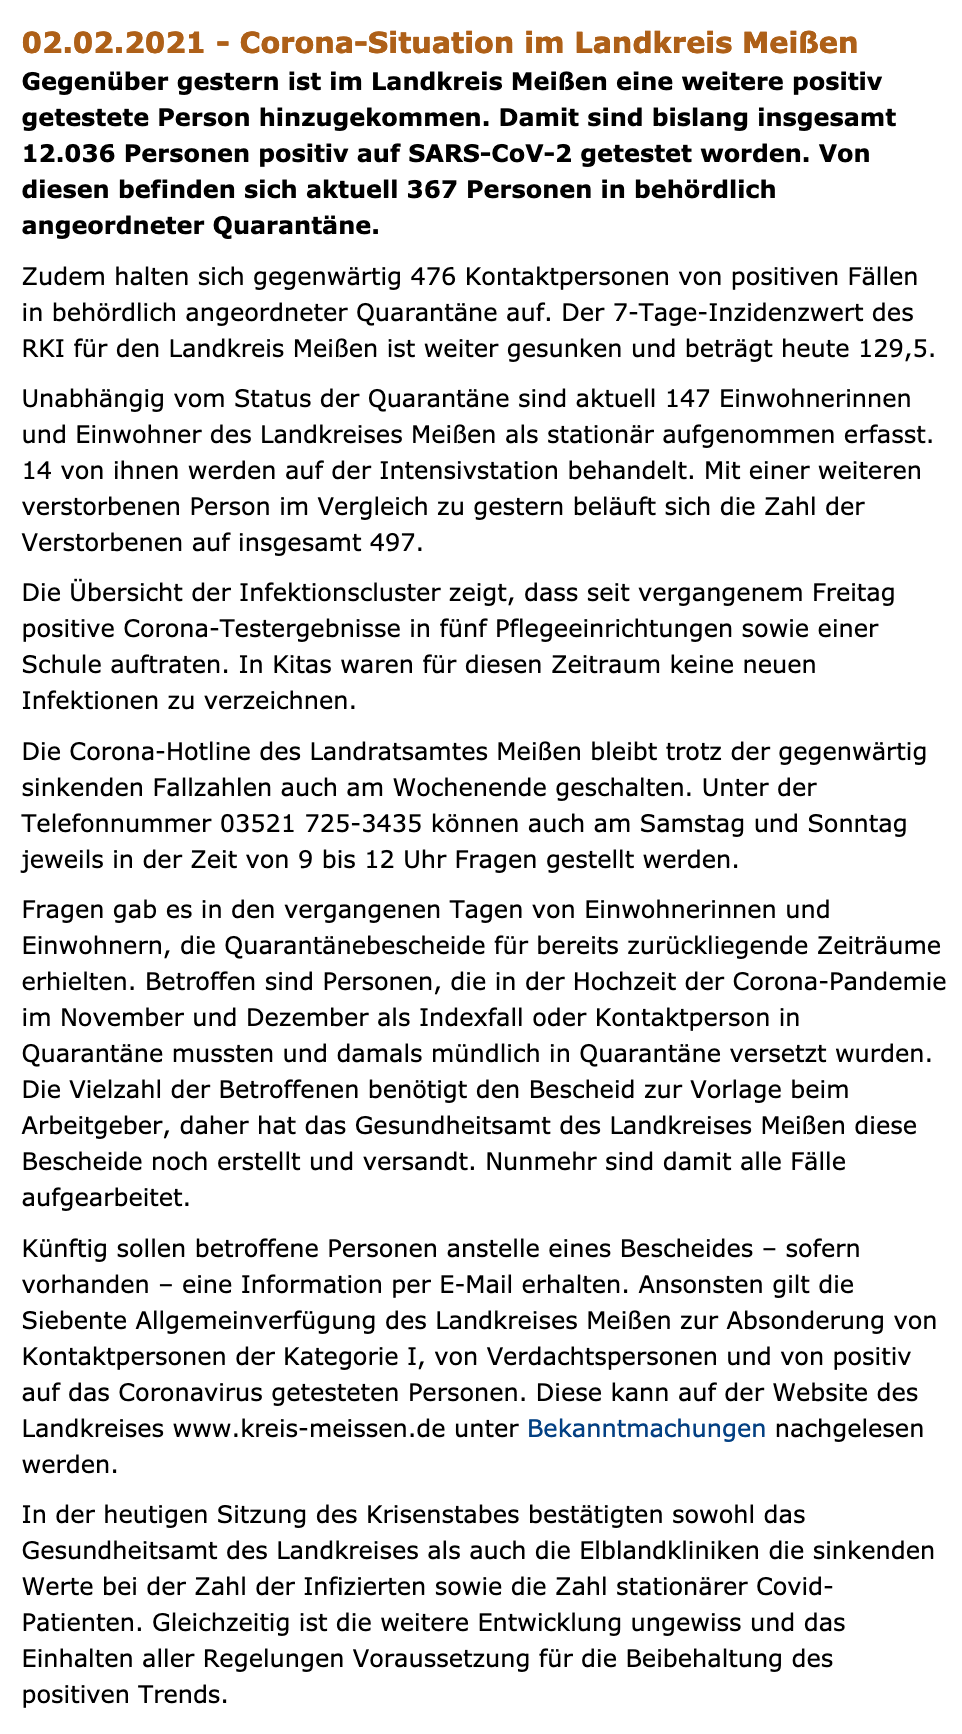 02.02.2021 - Corona-Situation im Landkreis Meißen
Gegenüber gestern ist im Landkreis Meißen eine weitere positiv
getestete Person hinzugekommen. Damit sind bislang insgesamt
12.036 Personen positiv auf SARS-CoV-2 getestet worden. Von
diesen befinden sich aktuell 367 Personen in behördlich
angeordneter Quarantäne.
Zudem halten sich gegenwärtig 476 Kontaktpersonen von positiven Fällen
in behördlich angeordneter Quarantäne auf. Der 7-Tage-Inzidenzwert des
RKI für den Landkreis Meißen ist weiter gesunken und beträgt heute 129,5.
Unabhängig vom Status der Quarantäne sind aktuell 147 Einwohnerinnen
und Einwohner des Landkreises Meißen als stationär aufgenommen erfasst.
14 von ihnen werden auf der Intensivstation behandelt. Mit einer weiteren
verstorbenen Person im Vergleich zu gestern beläuft sich die Zahl der
Verstorbenen auf insgesamt 497.
Die Übersicht der Infektionscluster zeigt, dass seit vergangenem Freitag
positive Corona-Testergebnisse in fünf Pflegeeinrichtungen sowie einer
Schule auftraten. In Kitas waren für diesen Zeitraum keine neuen
Infektionen zu verzeichnen.
Die Corona-Hotline des Landratsamtes Meißen bleibt trotz der gegenwärtig
sinkenden Fallzahlen auch am Wochenende geschalten. Unter der
Telefonnummer 03521 725-3435 können auch am Samstag und Sonntag
jeweils in der Zeit von 9 bis 12 Uhr Fragen gestellt werden.
Fragen gab es in den vergangenen Tagen von Einwohnerinnen und
Einwohnern, die Quarantänebescheide für bereits zurückliegende Zeiträume
erhielten. Betroffen sind Personen, die in der Hochzeit der Corona-Pandemie
im November und Dezember als Indexfall oder Kontaktperson in
Quarantäne mussten und damals mündlich in Quarantäne versetzt wurden.
Die Vielzahl der Betroffenen benötigt den Bescheid zur Vorlage beim
Arbeitgeber, daher hat das Gesundheitsamt des Landkreises Meißen diese
Bescheide noch erstellt und versandt. Nunmehr sind damit alle Fälle
aufgearbeitet.
Künftig sollen betroffene Personen anstelle eines Bescheides – sofern
vorhanden – eine Information per E-Mail erhalten. Ansonsten gilt die
Siebente Allgemeinverfügung des Landkreises Meißen zur Absonderung von
Kontaktpersonen der Kategorie I, von Verdachtspersonen und von positiv
auf das Coronavirus getesteten Personen. Diese kann auf der Website des
Landkreises www.kreis-meissen.de unter Bekanntmachungen nachgelesen
werden.
In der heutigen Sitzung des Krisenstabes bestätigten sowohl das
Gesundheitsamt des Landkreises als auch die Elblandkliniken die sinkenden
Werte bei der Zahl der Infizierten sowie die Zahl stationärer Covid-
Patienten. Gleichzeitig ist die weitere Entwicklung ungewiss und das
Einhalten aller Regelungen Voraussetzung für die Beibehaltung des
positiven Trends.